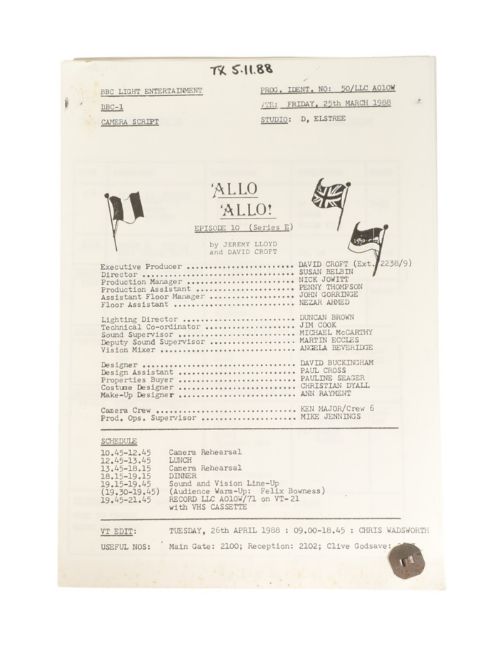 TX 5.11.88
BBC LIGHT ENTERTAINMENT
PROG. IDENT. NO: 50/LLC A010W
BBC-1
VTR: FRIDAY, 25th MARCH 1988
CAMERA SCRIPT
STUDIO: D, ELSTREE
'ALLO
'ALLO!
EPISODE 10 (Series E)
by JEREMY LLOYD
and DAVID CROFT
Executive Producer ........................ DAVID CROFT (Ext. 2238/9)
Director .................................. SUSAN BELBIN
Production Manager ........................ NICK JOWITT
Production Assistant ...................... PENNY THOMPSON
Assistant Floor Manager ................... JOHN GORRINGE
Floor Assistant ........................... NEZAR AHMED
Lighting Director ......................... DUNCAN BROWN
Technical Co-ordinator .................... JIM COOK
Sound Supervisor .......................... MICHAEL McCARTHY
Deputy Sound Supervisor ................... MARTIN ECCLES
Vision Mixer .............................. ANGELA BEVERIDGE
Designer .................................. DAVID BUCKINGHAM
Design Assistant .......................... PAUL CROSS
Properties Buyer .......................... PAULINE SEAGER
Costume Designer .......................... CHRISTIAN DYALL
Make-Up Designer .......................... ANN RAYMENT
Camera Crew ............................... KEN MAJOR/Crew 6
Prod. Ops. Supervisor ..................... MIKE JENNINGS
SCHEDULE
10.45-12.45 Camera Rehearsal
12.45-13.45 LUNCH
13.45-18.15 Camera Rehearsal
18.15-19.15 DINNER
19.15-19.45 Sound and Vision Line-Up
(19.30-19.45) (Audience Warm-Up: Felix Bowness)
19.45-21.45 RECORD LLC A010W/71 on VT-21
with VHS CASSETTE
VT EDIT: TUESDAY, 26th APRIL 1988 : 09.00-18.45 : CHRIS WADSWORTH
USEFUL NOS: Main Gate: 2100; Reception: 2102; Clive Godsave: